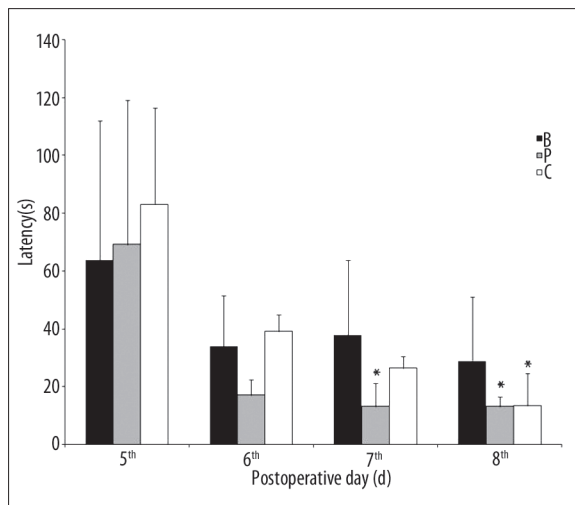 140
120
100
80
60
40
20
0
Latency(s)
B
P
C
*
*
*
5th
6th
7th
8th
Postoperative day (d)